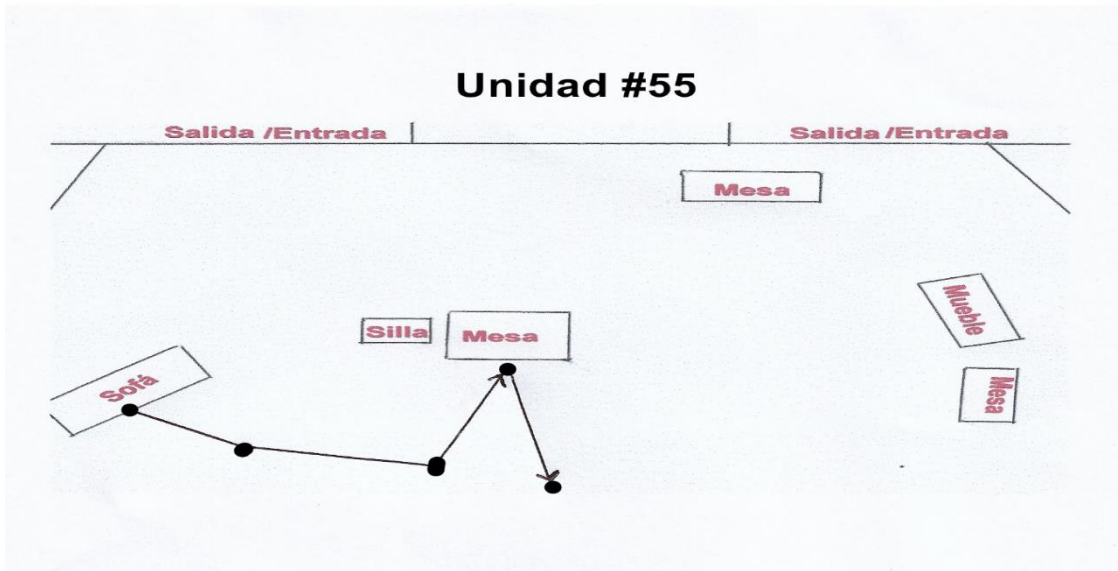 Unidad #55
Salida /Entrada
Salida /Entrada
Mesa
Mueble
Silla
Mesa
Sofá
Mesa